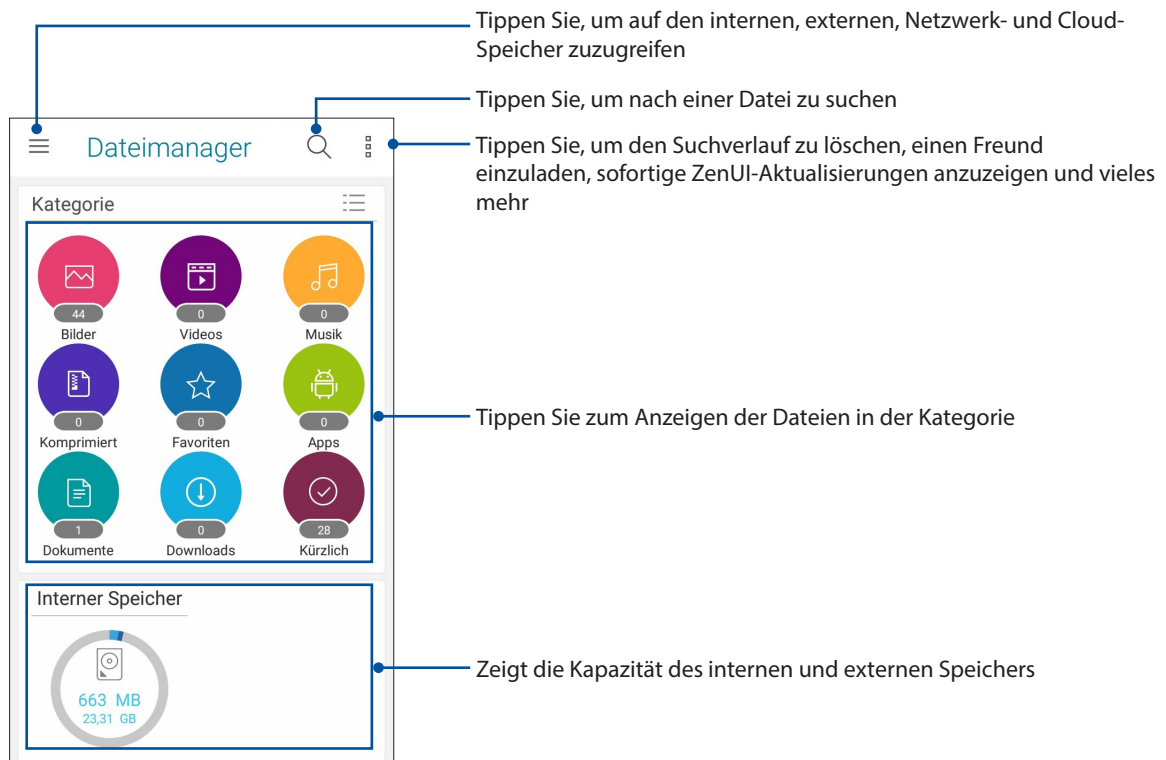 Tippen Sie, um auf den internen, externen, Netzwerk- und Cloud-
Speicher zuzugreifen
Tippen Sie, um nach einer Datei zu suchen
Tippen Sie, um den Suchverlauf zu löschen, einen Freund
einzuladen, sofortige ZenUI-Aktualisierungen anzuzeigen und vieles
mehr
Dateimanager
Kategorie
44 0 0
Bilder Videos Musik
0 0 0
Komprimiert Favoriten Apps
1 0 28
Dokumente Downloads Kürzlich
Tippen Sie zum Anzeigen der Dateien in der Kategorie
Interner Speicher
663 MB
23,31 GB
Zeigt die Kapazität des internen und externen Speichers